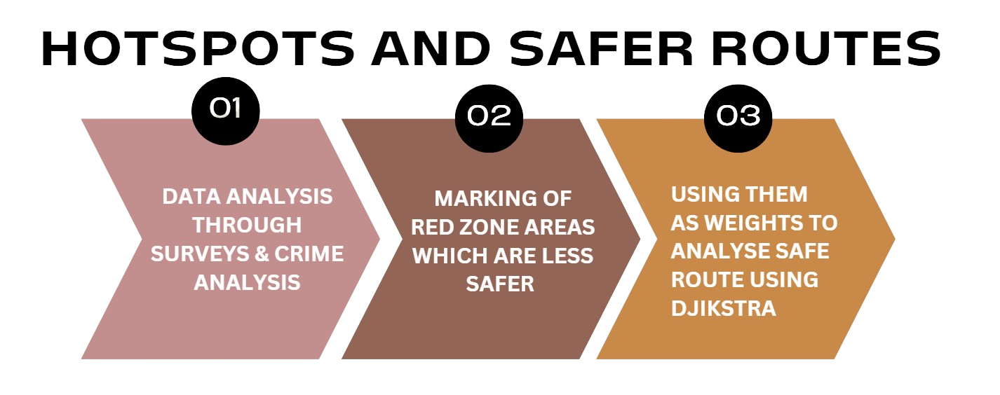 HOTSPOTS AND SAFER ROUTES
01
DATA ANALYSIS
THROUGH
SURVEYS & CRIME
ANALYSIS
02
MARKING OF
RED ZONE AREAS
WHICH ARE LESS
SAFER
03
USING THEM
AS WEIGHTS TO
ANALYSE SAFE
ROUTE USING
DJIKSTRA